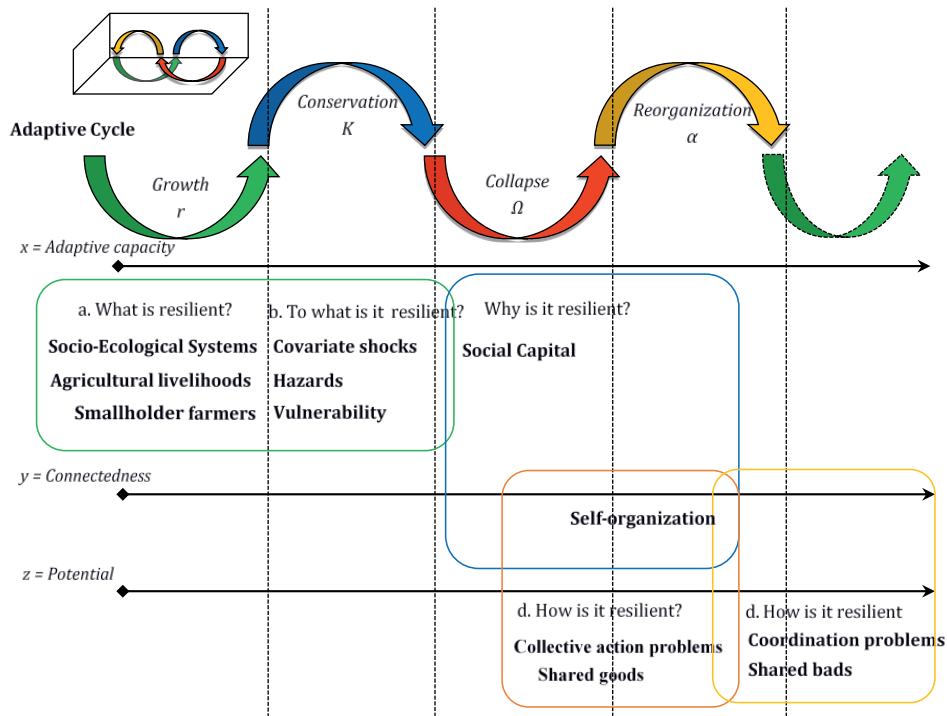 Adaptive Cycle
Growth
r
Conservation
K
Collapse
Ω
Reorganization
α
x = Adaptive capacity
a. What is resilient?
Socio-Ecological Systems
Agricultural livelihoods
Smallholder farmers
b. To what is it resilient?
Covariate shocks
Hazards
Vulnerability
Why is it resilient?
Social Capital
y = Connectedness
Self-organization
z = Potential
d. How is it resilient?
Collective action problems
Shared goods
d. How is it resilient
Coordination problems
Shared bads